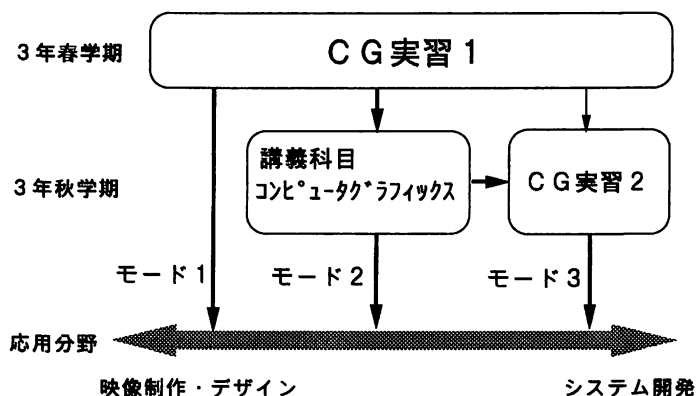 3年春学期
CG実習1
講義科目
コンピュータグラフィックス
3年秋学期
CG実習2
モード1
モード2
モード3
応用分野
映像制作・デザイン
システム開発